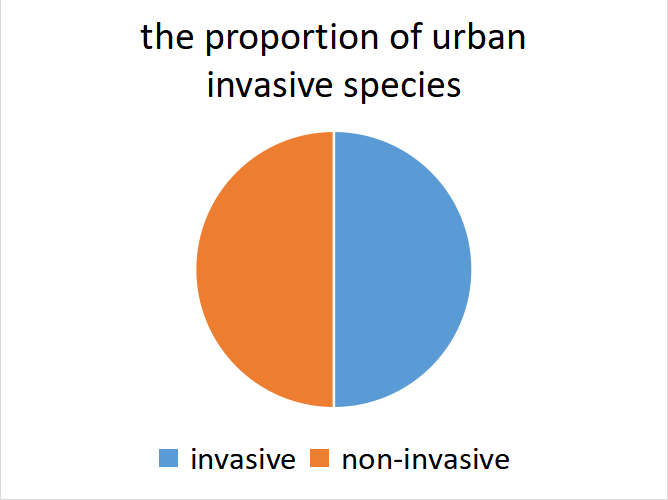 the proportion of urban
invasive species
invasive non-invasive